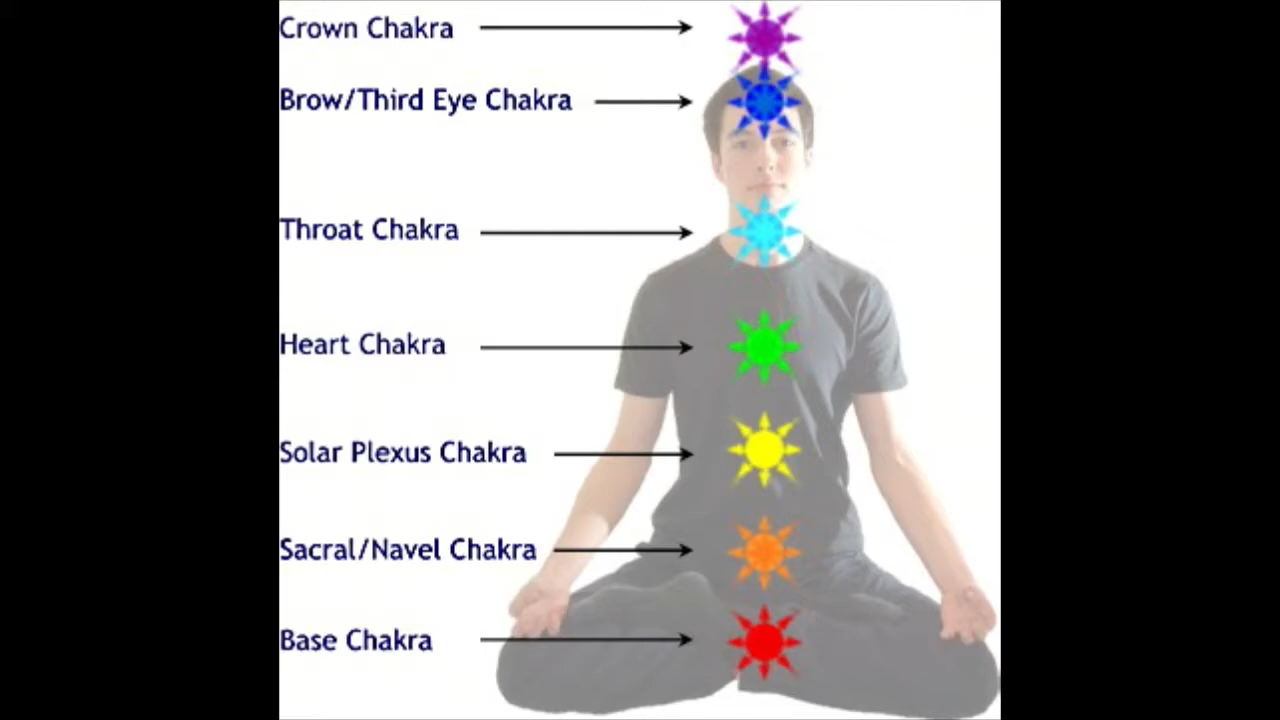 Crown Chakra
Brow/Third Eye Chakra
Throat Chakra
Heart Chakra
Solar Plexus Chakra
Sacral/Navel Chakra
Base Chakra